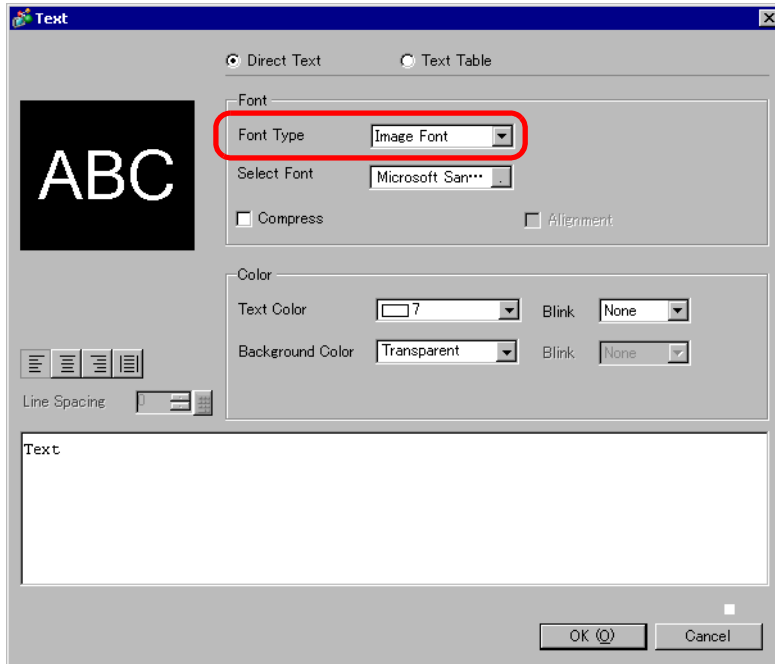 Text
Direct Text Text Table
Font
Font Type Image Font
ABC
Select Font Microsoft San··· .
Compress Alignment
Color
Text Color 7 Blink None
Background Color Transparent Blink None
Line Spacing 0
Text
OK (O) Cancel